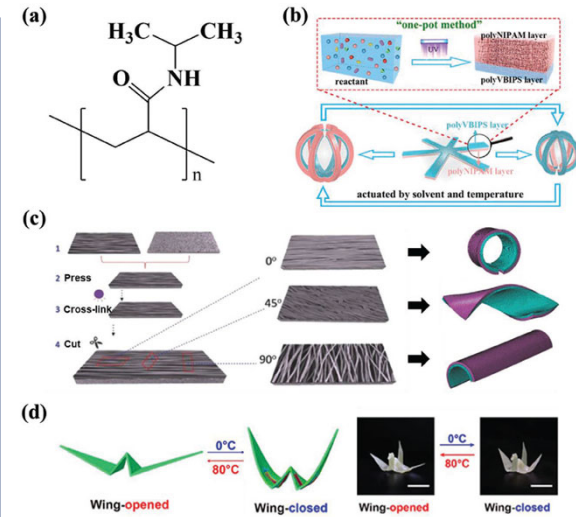 (a)
H₃C
CH₃
O
NH
n
(b)
"one-pot method"
UV
polyNIPAM layer
reactant
polyVBIPS layer
polyVBIPS layer
polyNIPAM layer
actuated by solvent and temperature
(c)
1
2 Press
3 Cross-link
4 Cut
0°
45°
90°
(d)
0°C
80°C
Wing-opened
Wing-closed
0°C
80°C
Wing-opened
Wing-closed